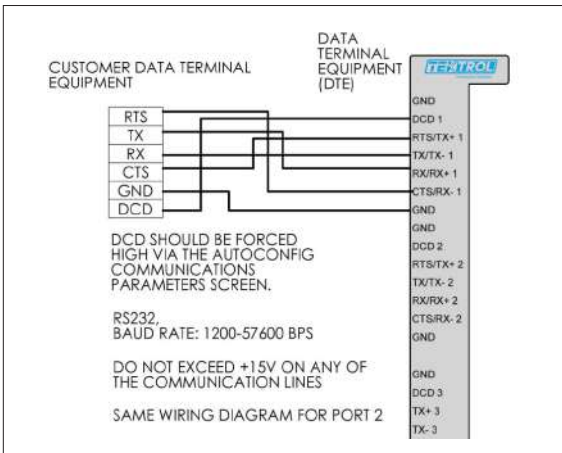 DATA
TERMINAL
EQUIPMENT
(DTE)
CUSTOMER DATA TERMINAL
EQUIPMENT
TEKTROL
RTS
TX
RX
CTS
GND
DCD
GND
DCD 1
RTS/TX+ 1
TX/TX- 1
RX/RX+ 1
CTS/RX- 1
GND
GND
DCD 2
RTS/TX+ 2
TX/TX- 2
RX/RX+ 2
CTS/RX- 2
GND
GND
DCD 3
TX+ 3
TX- 3
DCD SHOULD BE FORCED
HIGH VIA THE AUTOCONFIG
COMMUNICATIONS
PARAMETERS SCREEN.
RS232,
BAUD RATE: 1200-57600 BPS
DO NOT EXCEED +15V ON ANY OF
THE COMMUNICATION LINES
SAME WIRING DIAGRAM FOR PORT 2